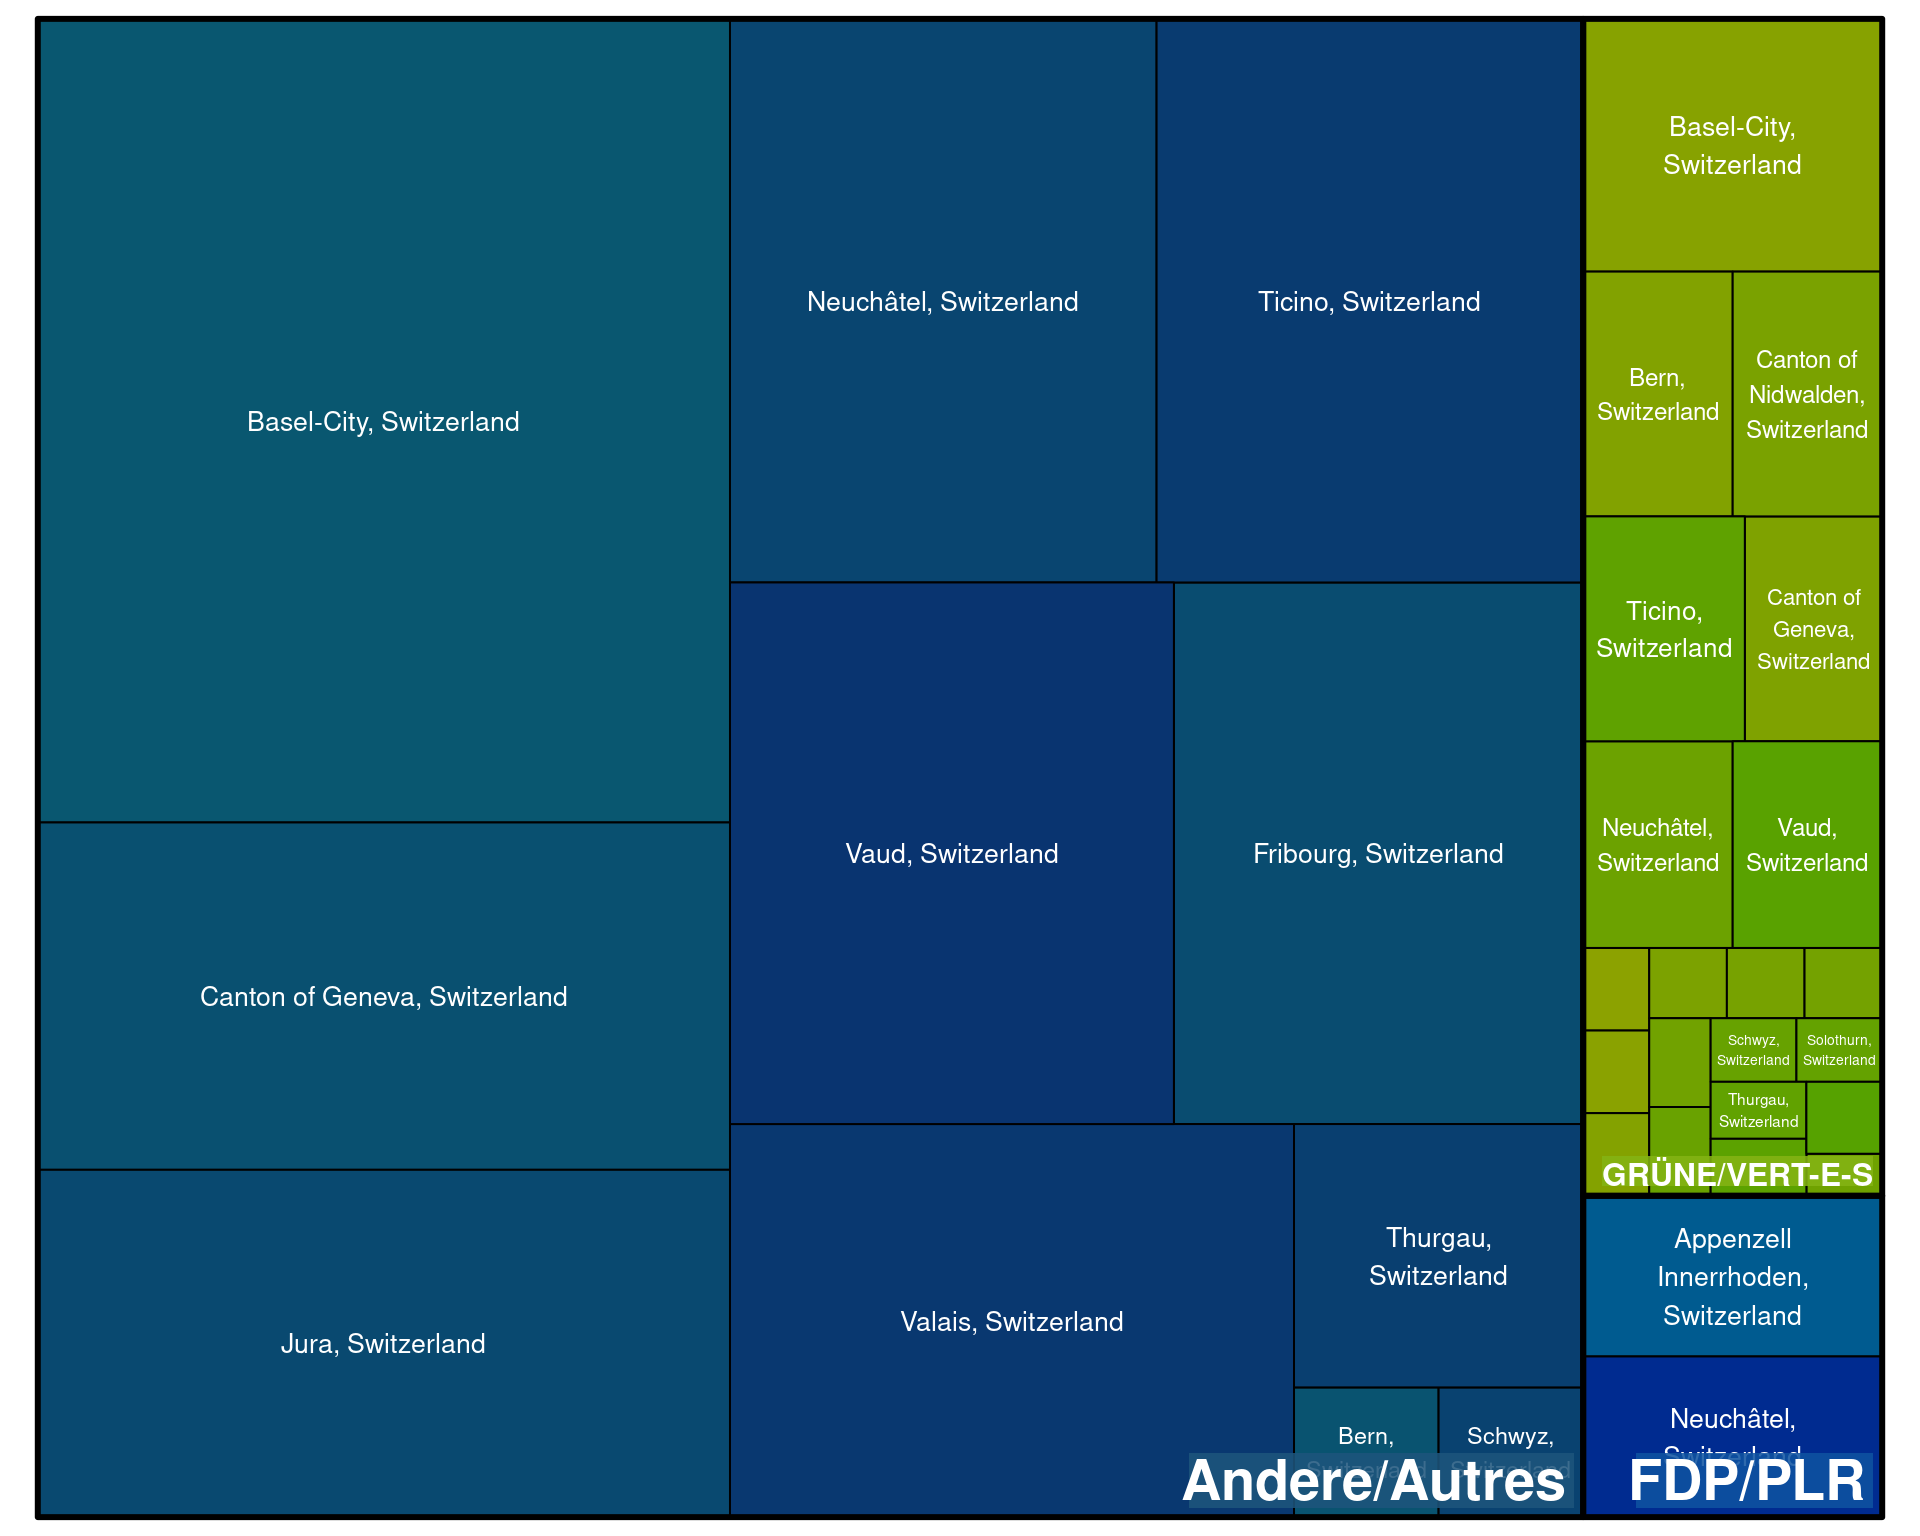 Basel-City, Switzerland
Canton of Geneva, Switzerland
Jura, Switzerland
Neuchâtel, Switzerland
Ticino, Switzerland
Vaud, Switzerland
Fribourg, Switzerland
Valais, Switzerland
Thurgau,
Switzerland
Bern,
Switzerland
Schwyz,
Switzerland
Andere/Autres
Basel-City,
Switzerland
Bern,
Switzerland
Canton of
Nidwalden,
Switzerland
Ticino,
Switzerland
Canton of
Geneva,
Switzerland
Neuchâtel,
Switzerland
Vaud,
Switzerland
Schwyz,
Switzerland
Solothurn,
Switzerland
Thurgau,
Switzerland
GRÜNE/VERT-E-S
Appenzell
Innerrhoden,
Switzerland
Neuchâtel,
Switzerland
FDP/PLR